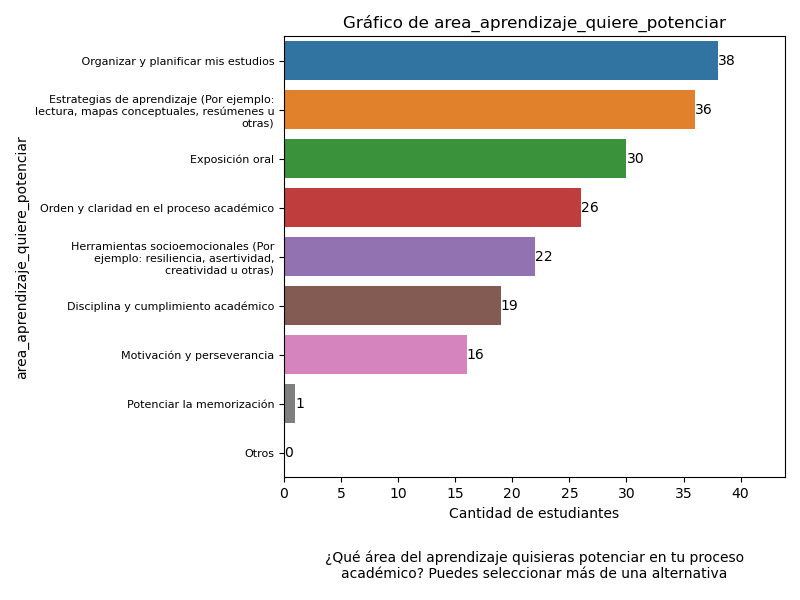 Gráfico de area_aprendizaje_quiere_potenciar
area_aprendizaje_quiere_potenciar
Organizar y planificar mis estudios
38
Estrategias de aprendizaje (Por ejemplo:
lectura, mapas conceptuales, resúmenes u
otras)
36
Exposición oral
30
Orden y claridad en el proceso académico
26
Herramientas socioemocionales (Por
ejemplo: resiliencia, asertividad,
creatividad u otras)
22
Disciplina y cumplimiento académico
19
Motivación y perseverancia
16
Potenciar la memorización
1
Otros
0
0 5 10 15 20 25 30 35 40
Cantidad de estudiantes
¿Qué área del aprendizaje quisieras potenciar en tu proceso
académico? Puedes seleccionar más de una alternativa